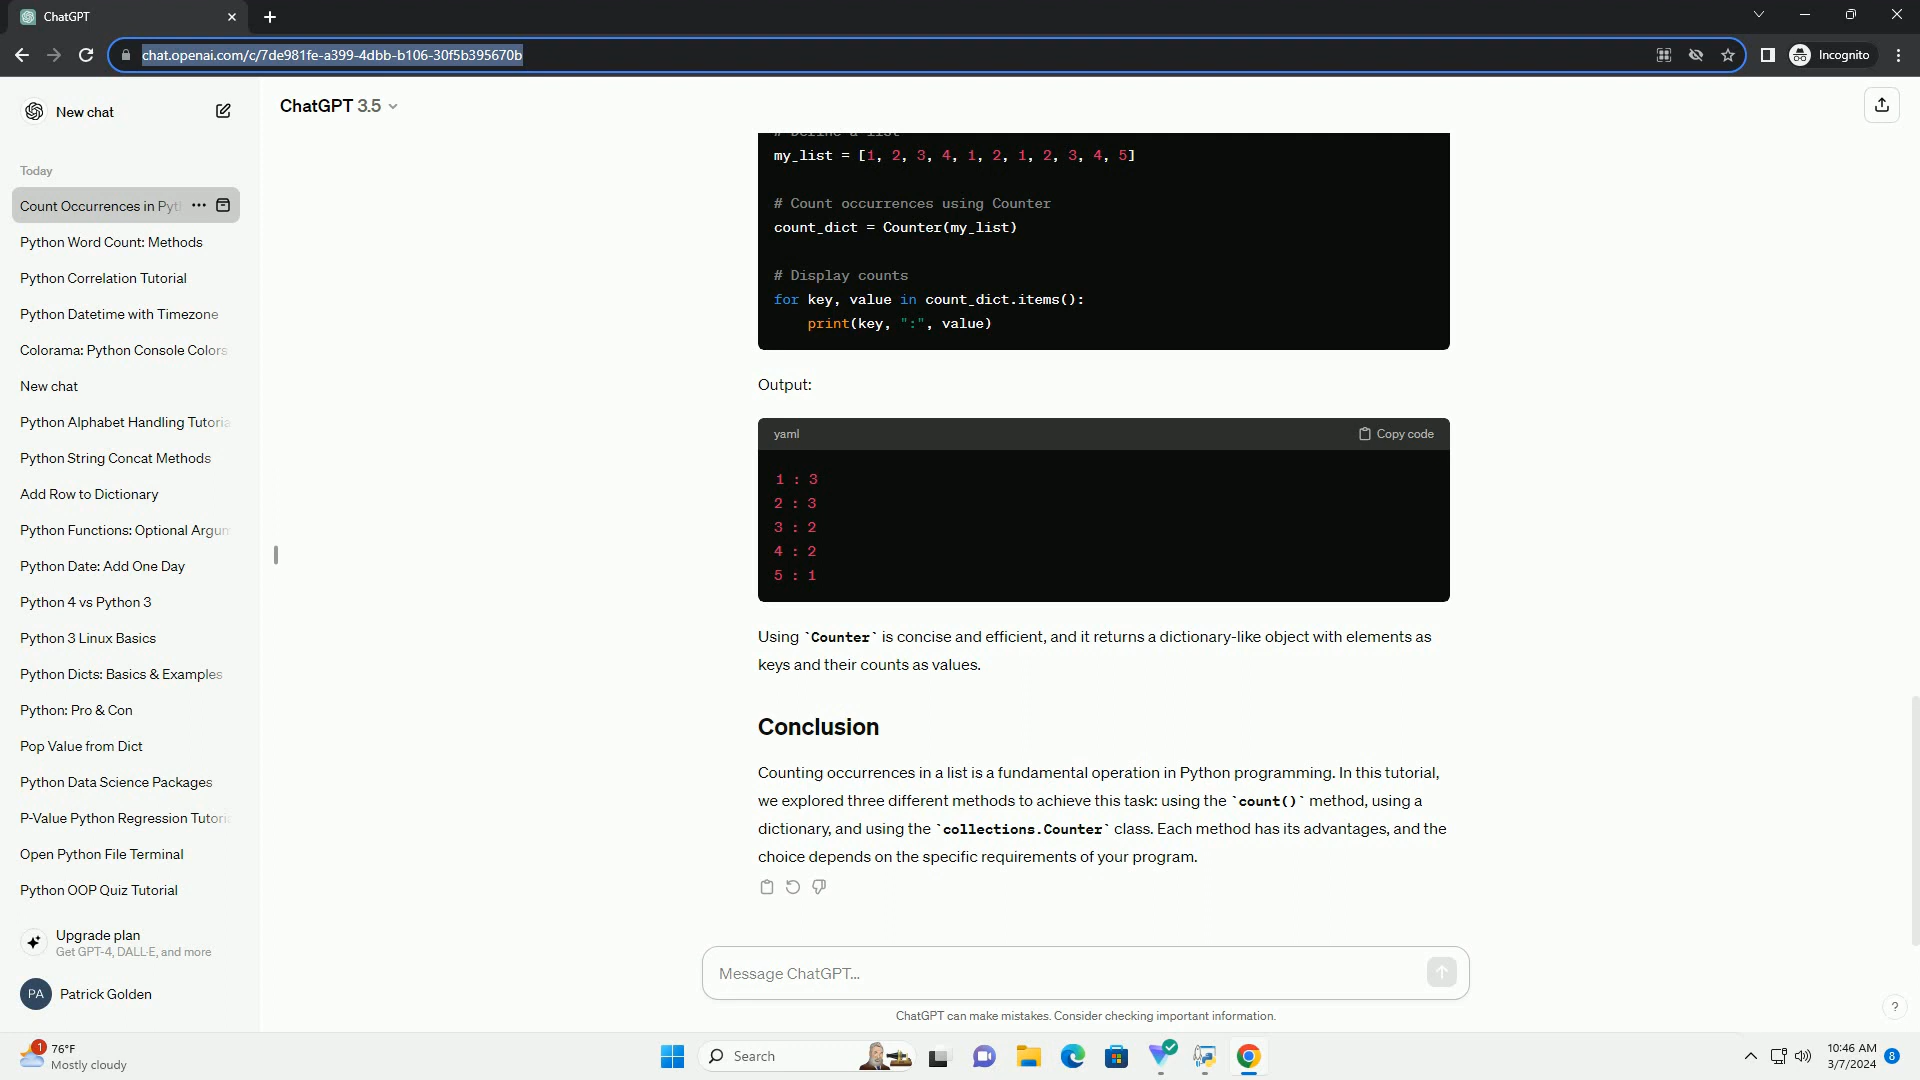 ChatGPT
chat.openai.com/c/7de981fe-a399-4dbb-b106-30f5b395670b
Incognito
New chat
Today
Count Occurrences in Pyt
Python Word Count: Methods
Python Correlation Tutorial
Python Datetime with Timezone
Colorama: Python Console Colors
New chat
Python Alphabet Handling Tutoria
Python String Concat Methods
Add Row to Dictionary
Python Functions: Optional Argum
Python Date: Add One Day
Python 4 vs Python 3
Python 3 Linux Basics
Python Dicts: Basics & Examples
Python: Pro & Con
Pop Value from Dict
Python Data Science Packages
P-Value Python Regression Tutori
Open Python File Terminal
Python OOP Quiz Tutorial
Upgrade plan
Get GPT-4, DALL·E, and more
PA Patrick Golden
ChatGPT 3.5
# Define a list
my_list = [1, 2, 3, 4, 1, 2, 1, 2, 3, 4, 5]
# Count occurrences using Counter
count_dict = Counter(my_list)
# Display counts
for key, value in count_dict.items():
print(key, ":", value)
Output:
yaml
Copy code
1 : 3
2 : 3
3 : 2
4 : 2
5 : 1
Using `Counter` is concise and efficient, and it returns a dictionary-like object with elements as
keys and their counts as values.
Conclusion
Counting occurrences in a list is a fundamental operation in Python programming. In this tutorial,
we explored three different methods to achieve this task: using the `count()` method, using a
dictionary, and using the `collections.Counter` class. Each method has its advantages, and the
choice depends on the specific requirements of your program.
Message ChatGPT...
ChatGPT can make mistakes. Consider checking important information.
?
1
76°F
Mostly cloudy
Search
10:46 AM
3/7/2024
8